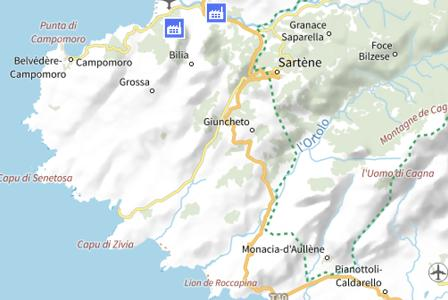 Punta di
Campomoro
Granace
Saparella
Foce
Bilzese
Bilia
Belvédère-
Campomoro
Campomoro
Sartène
Grossa
Giuncheto
l'Ortolo
Montagne de Cag
Capu di Senetosa
l'Uomo di Cagna
Capu di Zivia
Monacia-d'Aullène
Pianottoli-
Caldarello
Lion de Roccapina
T40